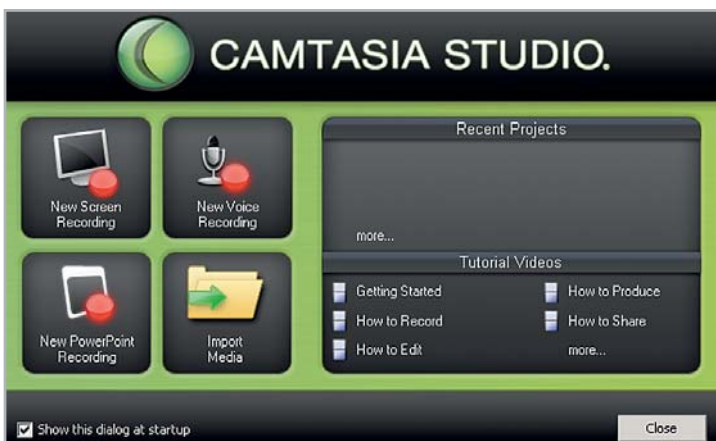 CAMTASIA STUDIO.
New Screen
Recording
New Voice
Recording
New PowerPoint
Recording
Import
Media
Recent Projects
more...
Tutorial Videos
Getting Started
How to Produce
How to Record
How to Share
How to Edit
more...
Show this dialog at startup
Close